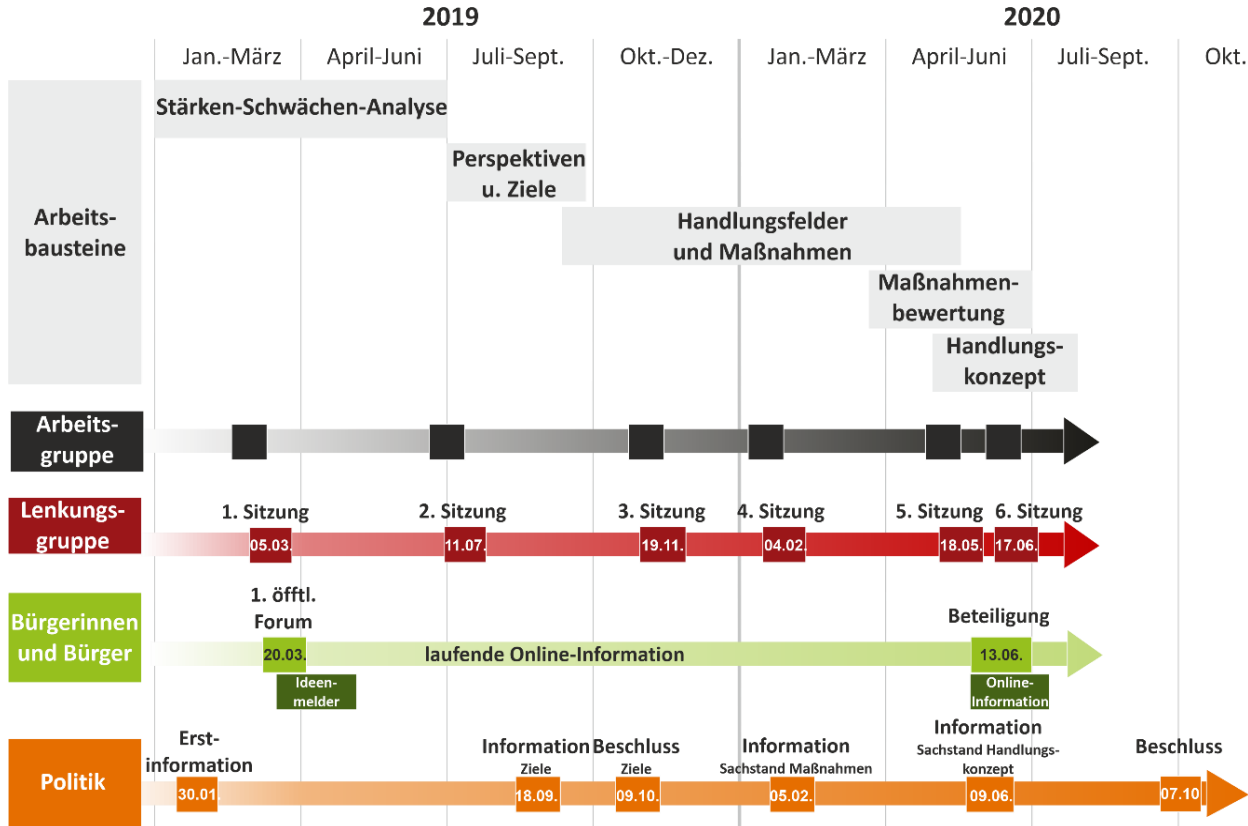 2019 2020
Jan.-März April-Juni Juli-Sept. Okt.-Dez. Jan.-März April-Juni Juli-Sept. Okt.
Arbeits-
bausteine
Stärken-Schwächen-Analyse
Perspektiven
u. Ziele
Handlungsfelder
und Maßnahmen
Maßnahmen-
bewertung
Handlungs-
konzept
Arbeits-
gruppe
Lenkungs-
gruppe
1. Sitzung 2. Sitzung 3. Sitzung 4. Sitzung 5. Sitzung 6. Sitzung
05.03. 11.07. 19.11. 04.02. 18.05. 17.06.
Bürgerinnen
und Bürger
1. öfftl.
Forum
20.03.
Ideen-
melder
laufende Online-Information
Beteiligung
13.06.
Online-
Information
Politik
Erst-
information
30.01.
Information
Ziele
18.09.
Beschluss
Ziele
09.10.
Information
Sachstand Maßnahmen
05.02.
Information
Sachstand Handlungs-
konzept
09.06.
Beschluss
07.10